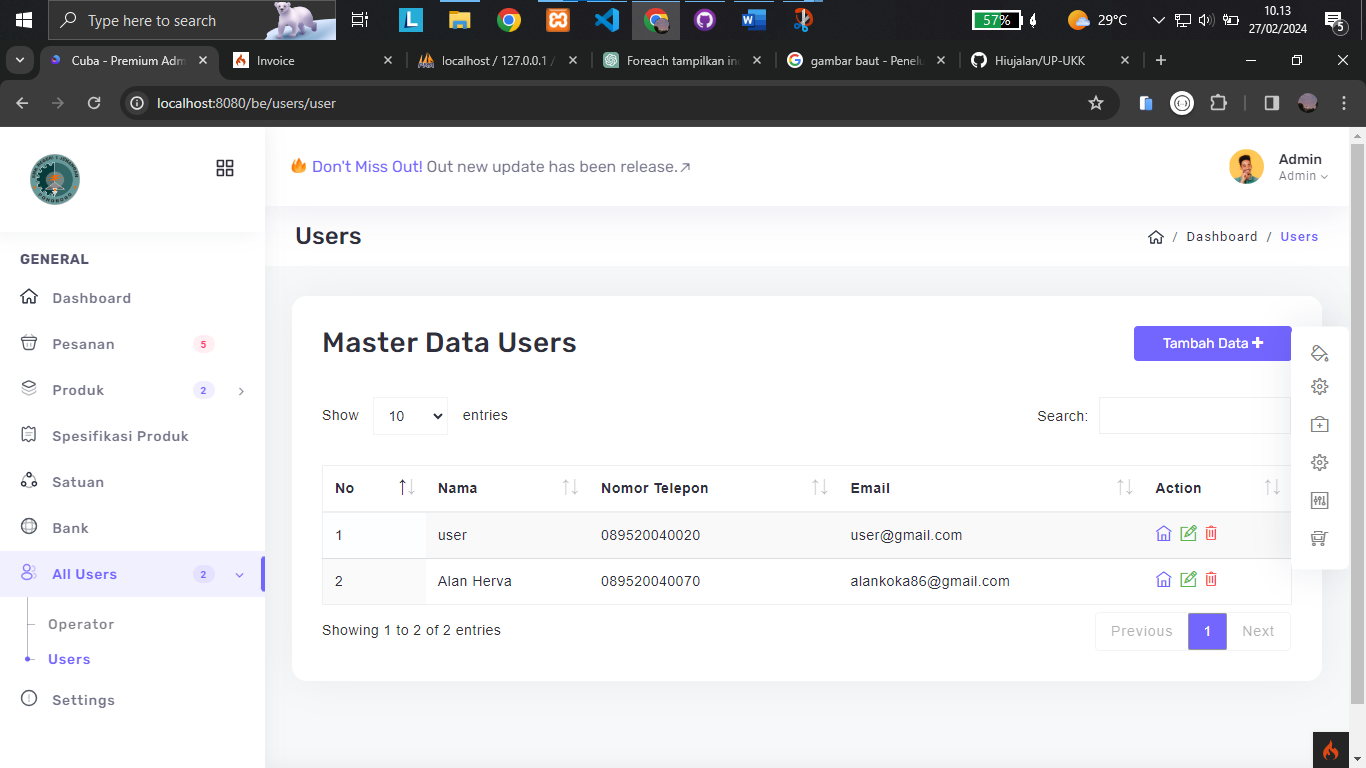 Type here to search
57%
29°C
10.13
27/02/2024
5
Cuba - Premium Adm
Invoice
localhost / 127.0.0.1 /
Foreach tampilkan in
gambar baut - Penelu
Hiujalan/UP-UKK
localhost:8080/be/users/user
Don't Miss Out! Out new update has been release.
Admin
Admin
Users
Dashboard / Users
GENERAL
Dashboard
Pesanan 5
Produk 2
Spesifikasi Produk
Satuan
Bank
All Users 2
Operator
Users
Settings
Master Data Users
Tambah Data
Show 10 entries
Search:
No Nama Nomor Telepon Email Action
1 user 089520040020 user@gmail.com
2 Alan Herva 089520040070 alankoka86@gmail.com
Showing 1 to 2 of 2 entries
Previous 1 Next